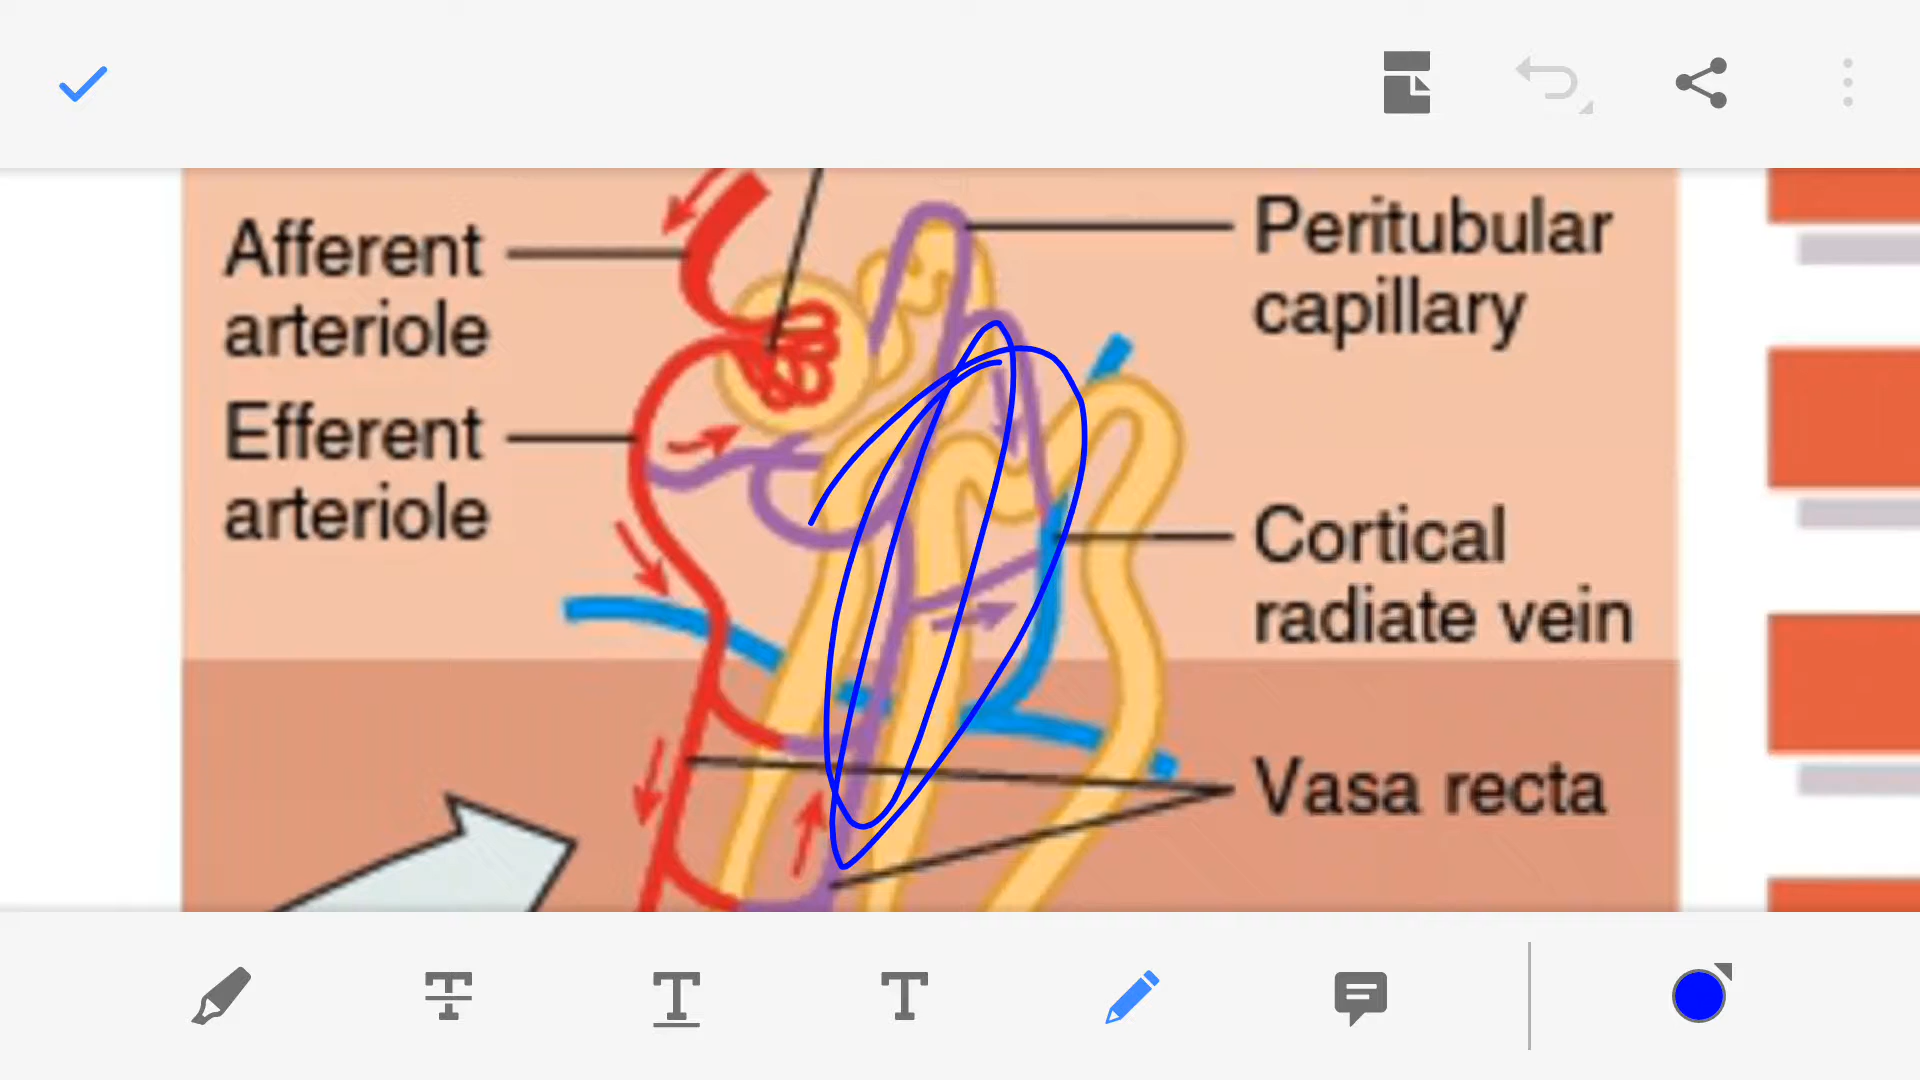 Afferent
arteriole
Efferent
arteriole
Peritubular
capillary
Cortical
radiate vein
Vasa recta